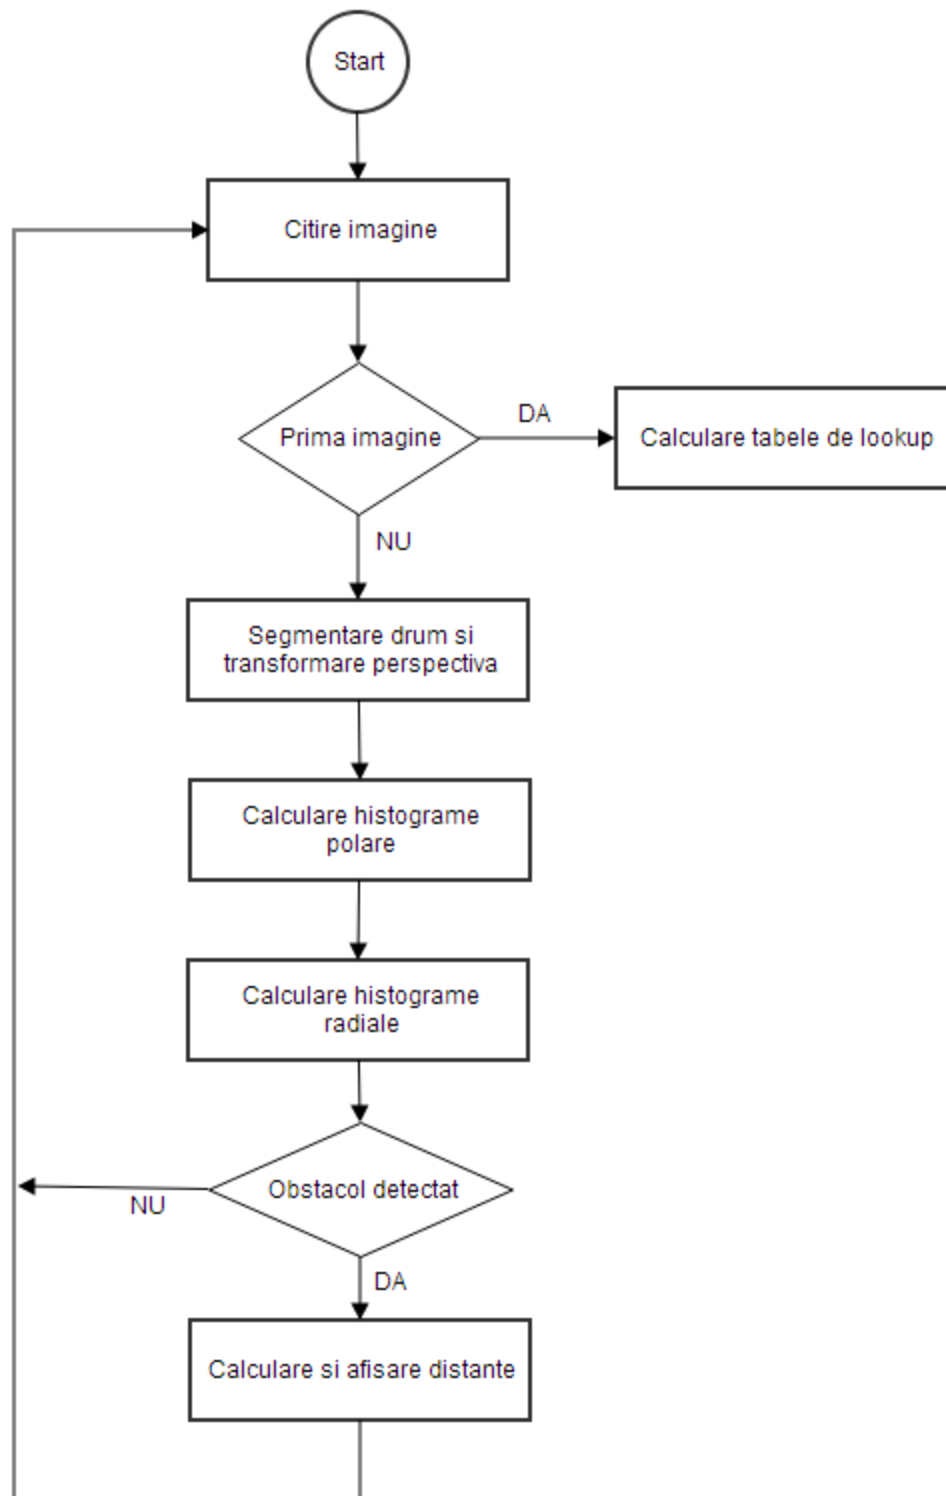 Start
Citire imagine
Prima imagine
DA
Calculare tabele de lookup
NU
Segmentare drum si
transformare perspectiva
Calculare histograme
polare
Calculare histograme
radiale
Obstacol detectat
NU
DA
Calculare si afisare distante